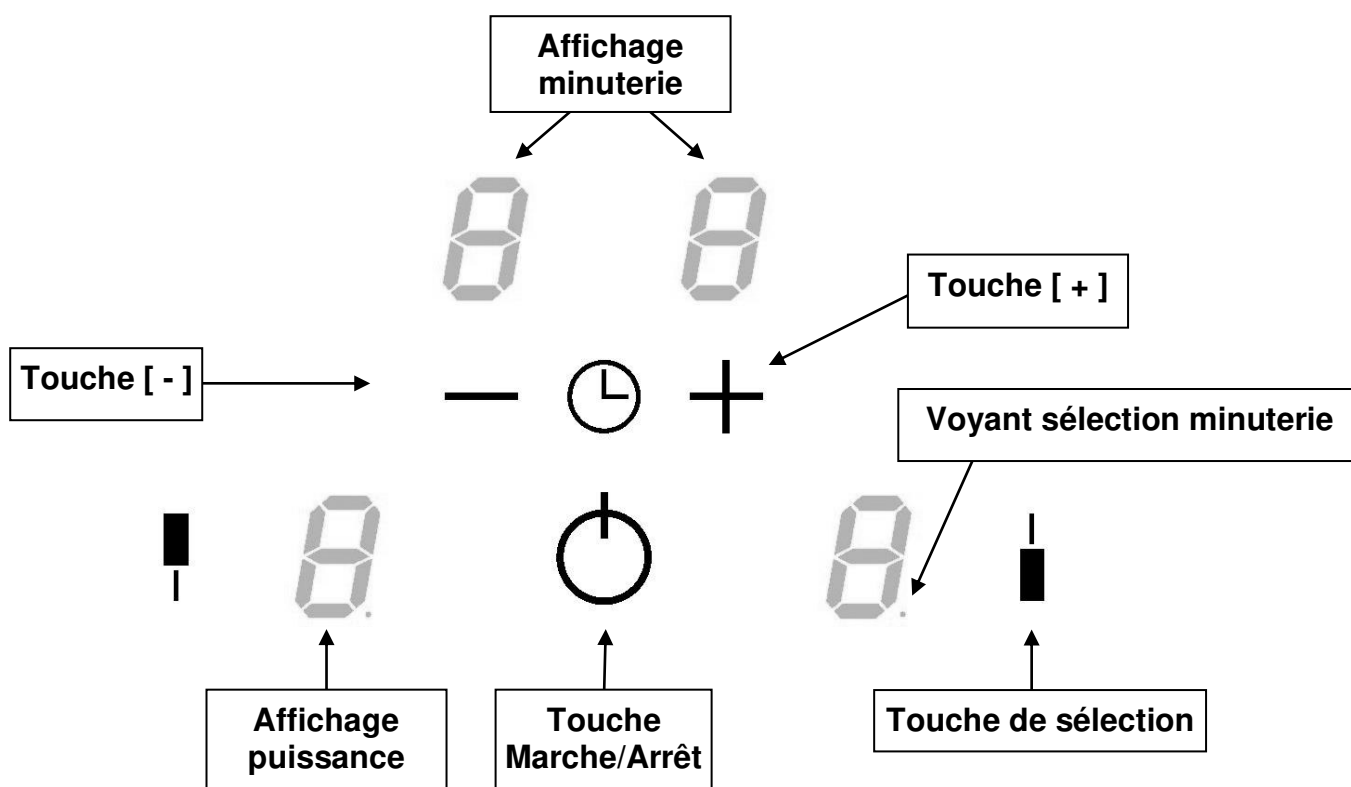 Affichage
minuterie
Touche [ + ]
Touche [ - ]
Voyant sélection minuterie
Affichage
puissance
Touche
Marche/Arrêt
Touche de sélection